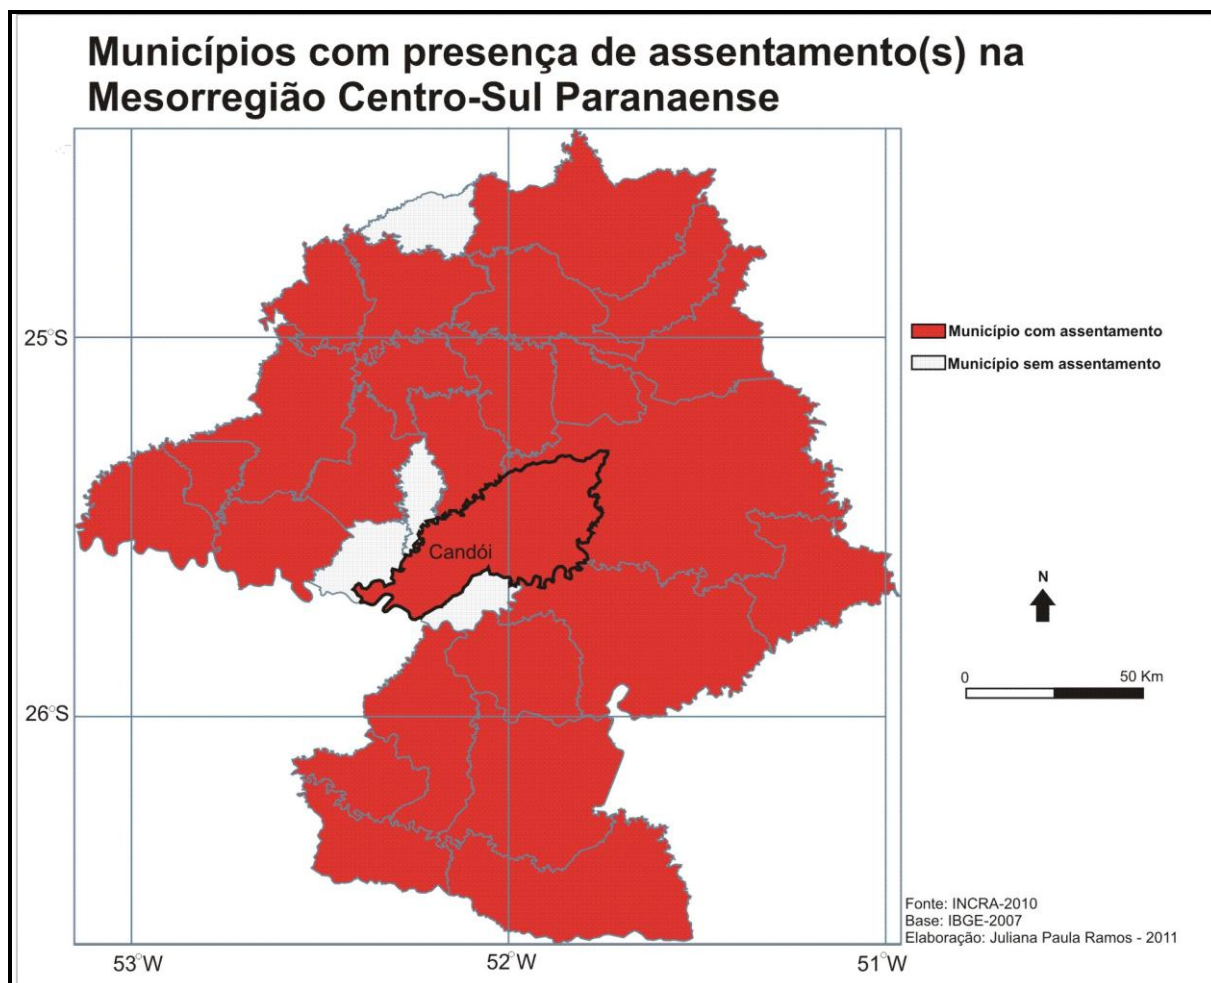 Municípios com presença de assentamento(s) na
Mesorregião Centro-Sul Paranaense
25°S
Município com assentamento
Município sem assentamento
Candói
N
0 50 Km
26°S
Fonte: INCRA-2010
Base: IBGE-2007
Elaboração: Juliana Paula Ramos - 2011
53°W 52°W 51°W